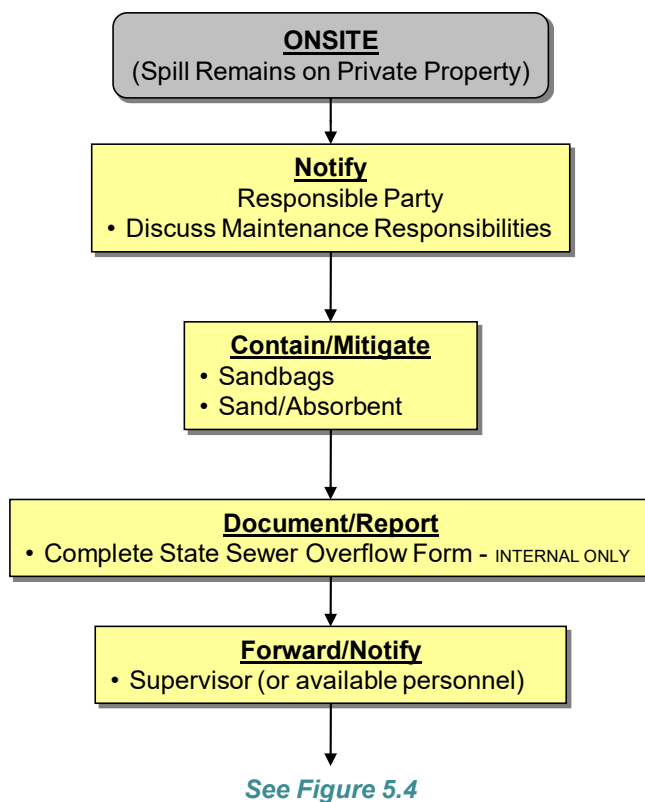 ONSITE
(Spill Remains on Private Property)
Notify
Responsible Party
• Discuss Maintenance Responsibilities
Contain/Mitigate
• Sandbags
• Sand/Absorbent
Document/Report
• Complete State Sewer Overflow Form - INTERNAL ONLY
Forward/Notify
• Supervisor (or available personnel)
See Figure 5.4